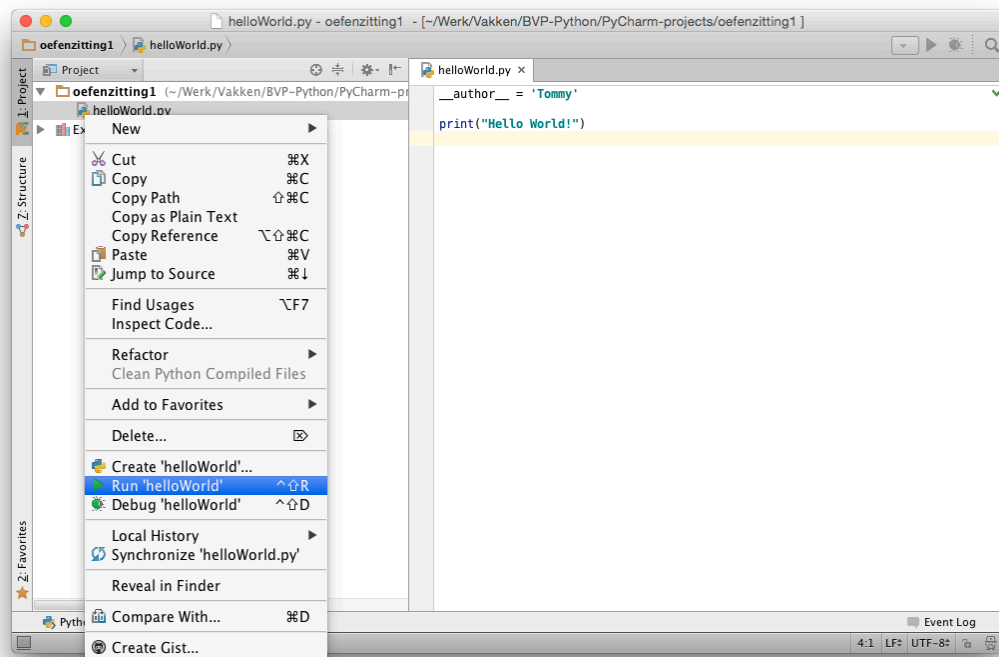 helloWorld.py - oefenzitting1 - [~/Werk/Vakken/BVP-Python/PyCharm-projects/oefenzitting1 ]
oefenzitting1 helloWorld.py
1: Project
Z: Structure
2: Favorites
Project
oefenzitting1 (~/Werk/Vakken/BVP-Python/PyCharm-pr
helloWorld.py
Ex
New
Cut ⌘X
Copy ⌘C
Copy Path ⇧⌘C
Copy as Plain Text
Copy Reference ⌥⇧⌘C
Paste ⌘V
Jump to Source ⌘↓
Find Usages ⌥F7
Inspect Code...
Refactor
Clean Python Compiled Files
Add to Favorites
Delete... ⌦
Create 'helloWorld'...
Run 'helloWorld' ^⇧R
Debug 'helloWorld' ^⇧D
Local History
Synchronize 'helloWorld.py'
Reveal in Finder
Compare With... ⌘D
Create Gist...
helloWorld.py ×
__author__ = 'Tommy'
print("Hello World!")
Pytho
Event Log
4:1 LF÷ UTF-8÷